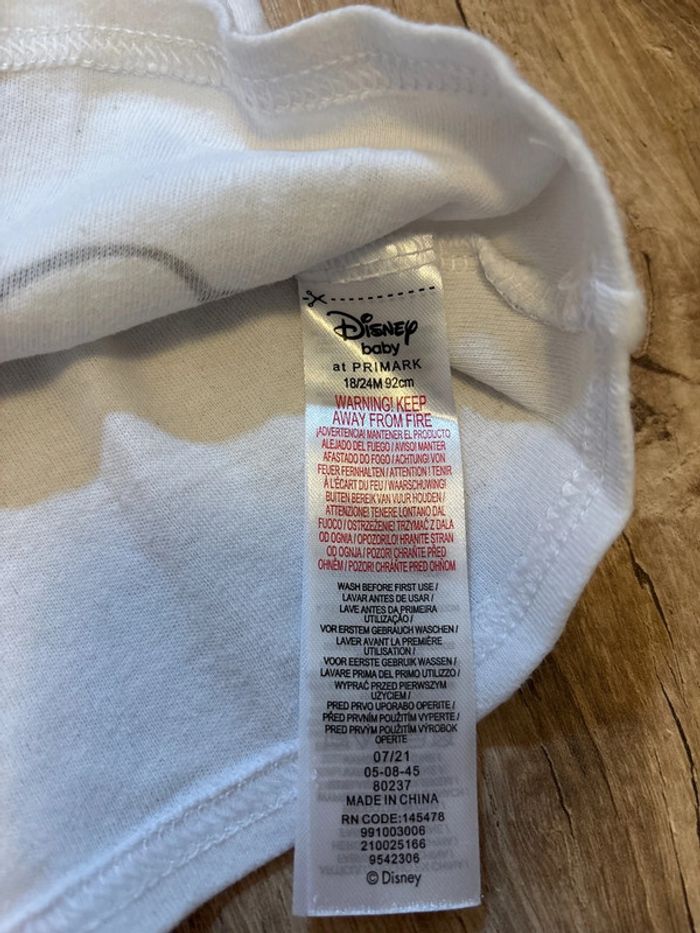 Disney
baby
at PRIMARK
18/24M 92cm
WARNING! KEEP
AWAY FROM FIRE
¡ADVERTENCIA! MANTENER EL PRODUCTO
ALEJADO DEL FUEGO / AVISO! MANTER
AFASTADO DO FOGO / ACHTUNG! VON
FEUER FERNHALTEN / ATTENTION ! TENIR
À L'ÉCART DU FEU / WAARSCHUWING!
BUITEN BEREIK VAN VUUR HOUDEN /
ATTENZIONE! TENERE LONTANO DAL
FUOCO / OSTRZEŻENIE! TRZYMAĆ Z DALA
OD OGNIA / OPOZORILO! HRANITE STRAN
OD OGNJA / POZOR! CHRAŇTE PŘED
OHNĚM / POZOR! CHRÁŇTE PRED OHŇOM
WASH BEFORE FIRST USE /
LAVAR ANTES DE USAR /
LAVE ANTES DA PRIMEIRA
UTILIZAÇÃO /
VOR ERSTEM GEBRAUCH WASCHEN /
LAVER AVANT LA PREMIÈRE
UTILISATION /
VOOR EERSTE GEBRUIK WASSEN /
LAVARE PRIMA DEL PRIMO UTILIZZO /
WYPRAĆ PRZED PIERWSZYM
UŻYCIEM /
PRED PRVO UPORABO OPERITE /
PŘED PRVNÍM POUŽITÍM VYPERTE /
PRED PRVÝM POUŽITÍM VÝROBOK
OPERTE
07/21
05-08-45
80237
MADE IN CHINA
RN CODE:145478
991003006
210025166
9542306
© Disney